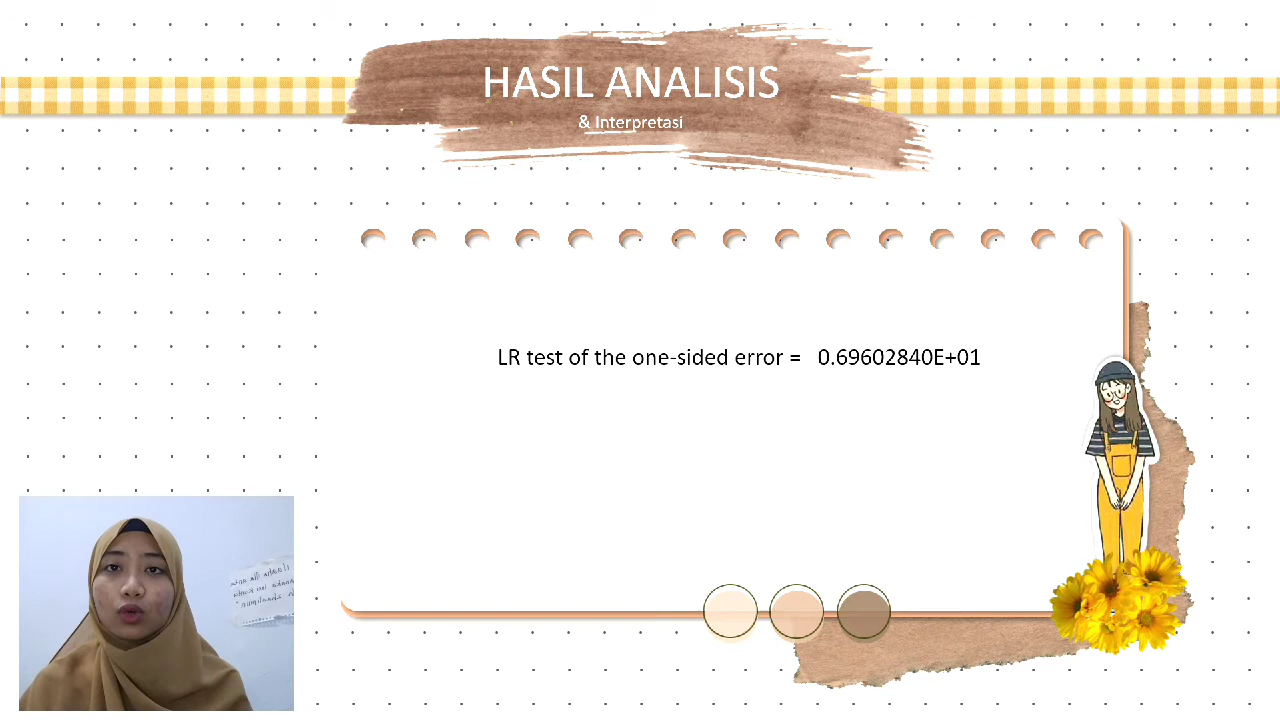 HASIL ANALISIS
& Interpretasi
LR test of the one-sided error = 0.69602840E+01